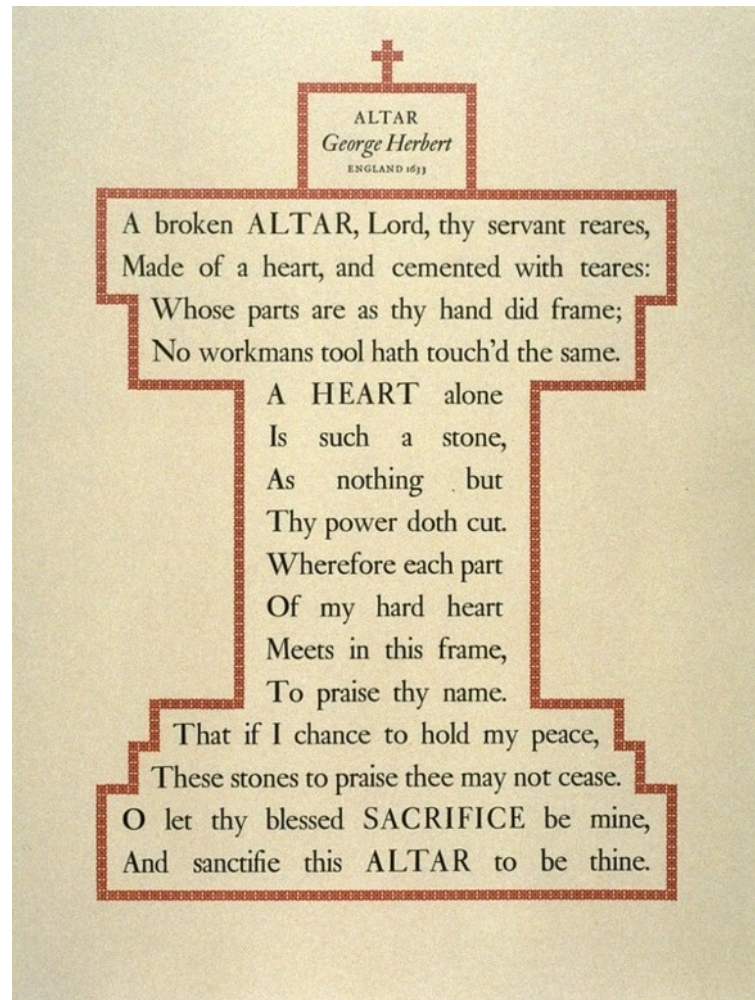 ALTAR
George Herbert
ENGLAND 1633
A broken ALTAR, Lord, thy servant reares,
Made of a heart, and cemented with teares:
Whose parts are as thy hand did frame;
No workmans tool hath touch'd the same.
A HEART alone
Is such a stone,
As nothing but
Thy power doth cut.
Wherefore each part
Of my hard heart
Meets in this frame,
To praise thy name.
That if I chance to hold my peace,
These stones to praise thee may not cease.
O let thy blessed SACRIFICE be mine,
And sanctifie this ALTAR to be thine.